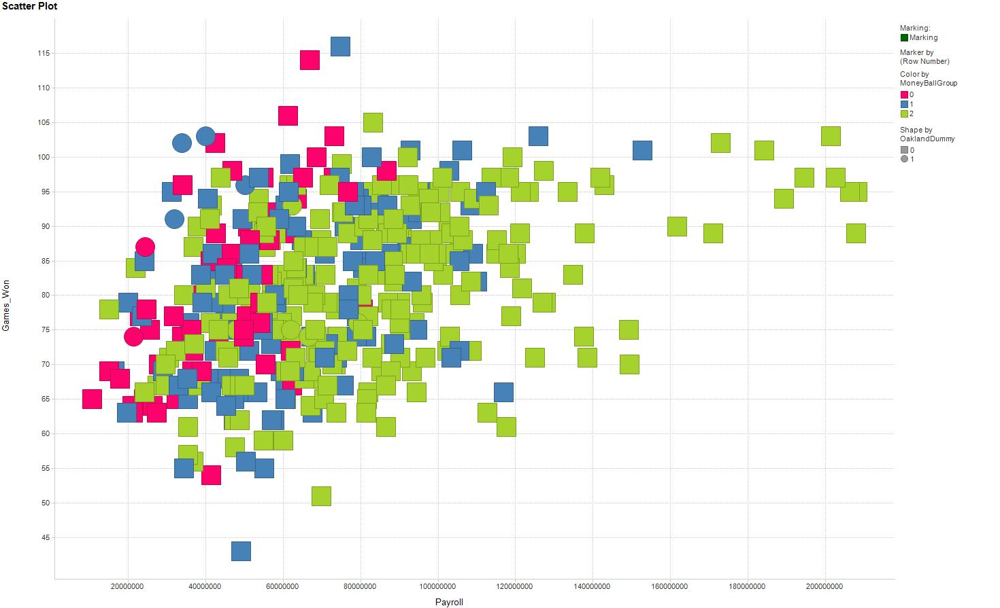 Scatter Plot
Marking:
Marking
Marker by
(Row Number)
Color by
MoneyBallGroup
0
1
2
Shape by
OaklandDummy
0
1
Games_Won
115
110
105
100
95
90
85
80
75
70
65
60
55
50
45
20000000 40000000 60000000 80000000 100000000 120000000 140000000 160000000 180000000 200000000
Payroll